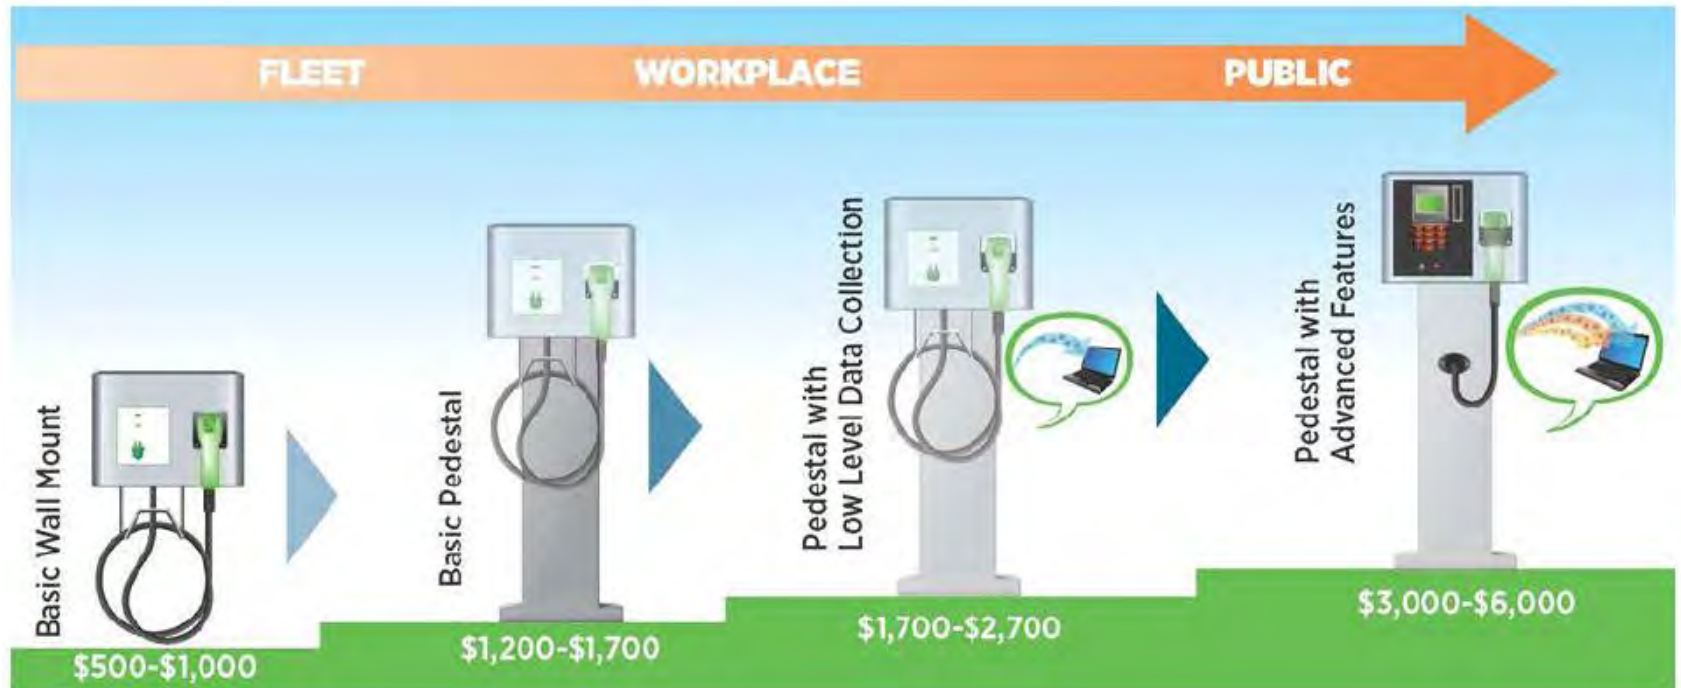 FLEET WORKPLACE PUBLIC
Basic Wall Mount
$500-$1,000
Basic Pedestal
$1,200-$1,700
Pedestal with
Low Level Data Collection
$1,700-$2,700
Pedestal with
Advanced Features
$3,000-$6,000